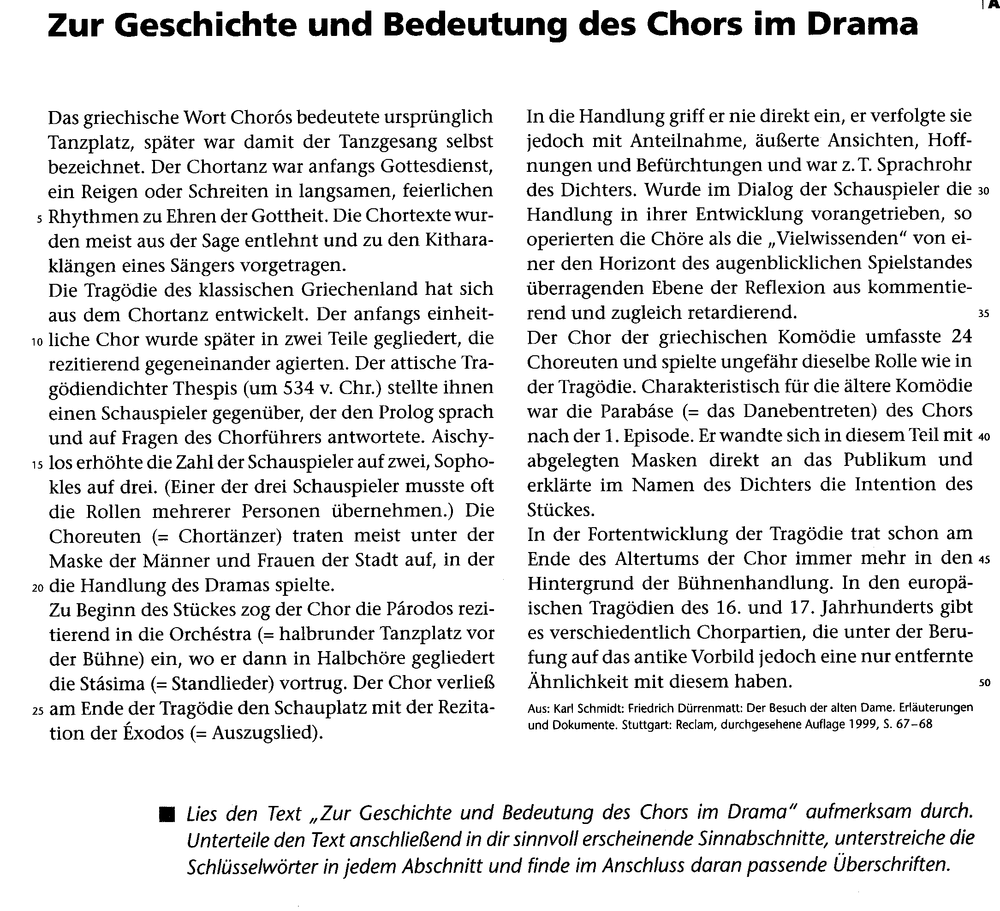 A
Zur Geschichte und Bedeutung des Chors im Drama
Das griechische Wort Chorós bedeutete ursprünglich
Tanzplatz, später war damit der Tanzgesang selbst
bezeichnet. Der Chortanz war anfangs Gottesdienst,
ein Reigen oder Schreiten in langsamen, feierlichen
5 Rhythmen zu Ehren der Gottheit. Die Chortexte wur-
den meist aus der Sage entlehnt und zu den Kithara-
klängen eines Sängers vorgetragen.
Die Tragödie des klassischen Griechenland hat sich
aus dem Chortanz entwickelt. Der anfangs einheit-
10 liche Chor wurde später in zwei Teile gegliedert, die
rezitierend gegeneinander agierten. Der attische Tra-
gödiendichter Thespis (um 534 v. Chr.) stellte ihnen
einen Schauspieler gegenüber, der den Prolog sprach
und auf Fragen des Chorführers antwortete. Aischy-
15 los erhöhte die Zahl der Schauspieler auf zwei, Sopho-
kles auf drei. (Einer der drei Schauspieler musste oft
die Rollen mehrerer Personen übernehmen.) Die
Choreuten (= Chortänzer) traten meist unter der
Maske der Männer und Frauen der Stadt auf, in der
20 die Handlung des Dramas spielte.
Zu Beginn des Stückes zog der Chor die Párodos rezi-
tierend in die Orchéstra (= halbrunder Tanzplatz vor
der Bühne) ein, wo er dann in Halbchöre gegliedert
die Stásima (= Standlieder) vortrug. Der Chor verließ
25 am Ende der Tragödie den Schauplatz mit der Rezita-
tion der Éxodos (= Auszugslied).
In die Handlung griff er nie direkt ein, er verfolgte sie
jedoch mit Anteilnahme, äußerte Ansichten, Hoff-
nungen und Befürchtungen und war z. T. Sprachrohr
des Dichters. Wurde im Dialog der Schauspieler die 30
Handlung in ihrer Entwicklung vorangetrieben, so
operierten die Chöre als die „Vielwissenden" von ei-
ner den Horizont des augenblicklichen Spielstandes
überragenden Ebene der Reflexion aus kommentie-
rend und zugleich retardierend. 35
Der Chor der griechischen Komödie umfasste 24
Choreuten und spielte ungefähr dieselbe Rolle wie in
der Tragödie. Charakteristisch für die ältere Komödie
war die Parabáse (= das Danebentreten) des Chors
nach der 1. Episode. Er wandte sich in diesem Teil mit 40
abgelegten Masken direkt an das Publikum und
erklärte im Namen des Dichters die Intention des
Stückes.
In der Fortentwicklung der Tragödie trat schon am
Ende des Altertums der Chor immer mehr in den 45
Hintergrund der Bühnenhandlung. In den europä-
ischen Tragödien des 16. und 17. Jahrhunderts gibt
es verschiedentlich Chorpartien, die unter der Beru-
fung auf das antike Vorbild jedoch eine nur entfernte
Ähnlichkeit mit diesem haben. 50
Aus: Karl Schmidt: Friedrich Dürrenmatt: Der Besuch der alten Dame. Erläuterungen
und Dokumente. Stuttgart: Reclam, durchgesehene Auflage 1999, S. 67–68
■ Lies den Text „Zur Geschichte und Bedeutung des Chors im Drama" aufmerksam durch.
Unterteile den Text anschließend in dir sinnvoll erscheinende Sinnabschnitte, unterstreiche die
Schlüsselwörter in jedem Abschnitt und finde im Anschluss daran passende Überschriften.